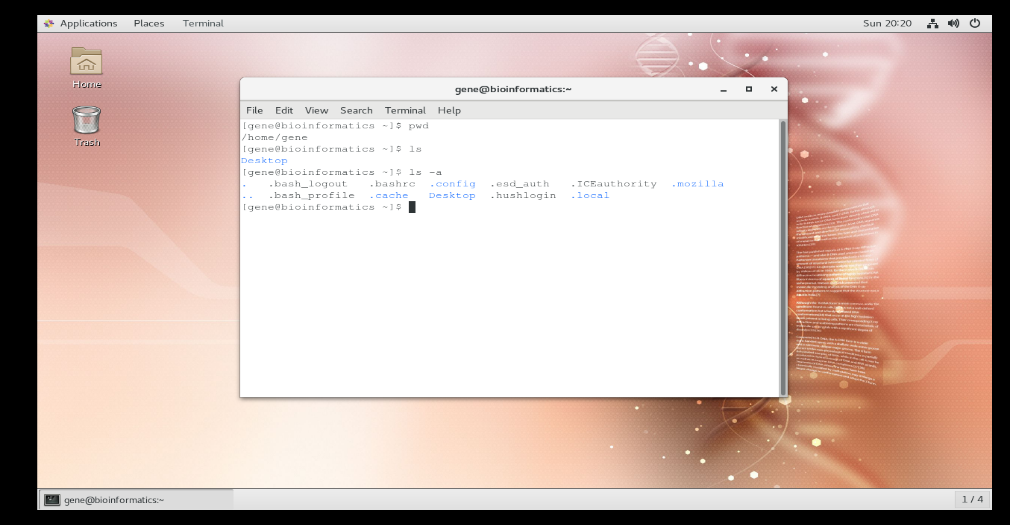 Applications Places Terminal
Sun 20:20
Home
Trash
gene@bioinformatics:~
File Edit View Search Terminal Help
[gene@bioinformatics ~]$ pwd
/home/gene
[gene@bioinformatics ~]$ ls
Desktop
[gene@bioinformatics ~]$ ls -a
. .bash_logout .bashrc .config .esd_auth .ICEauthority .mozilla
.. .bash_profile .cache Desktop .hushlogin .local
[gene@bioinformatics ~]$
gene@bioinformatics:~
1 / 4